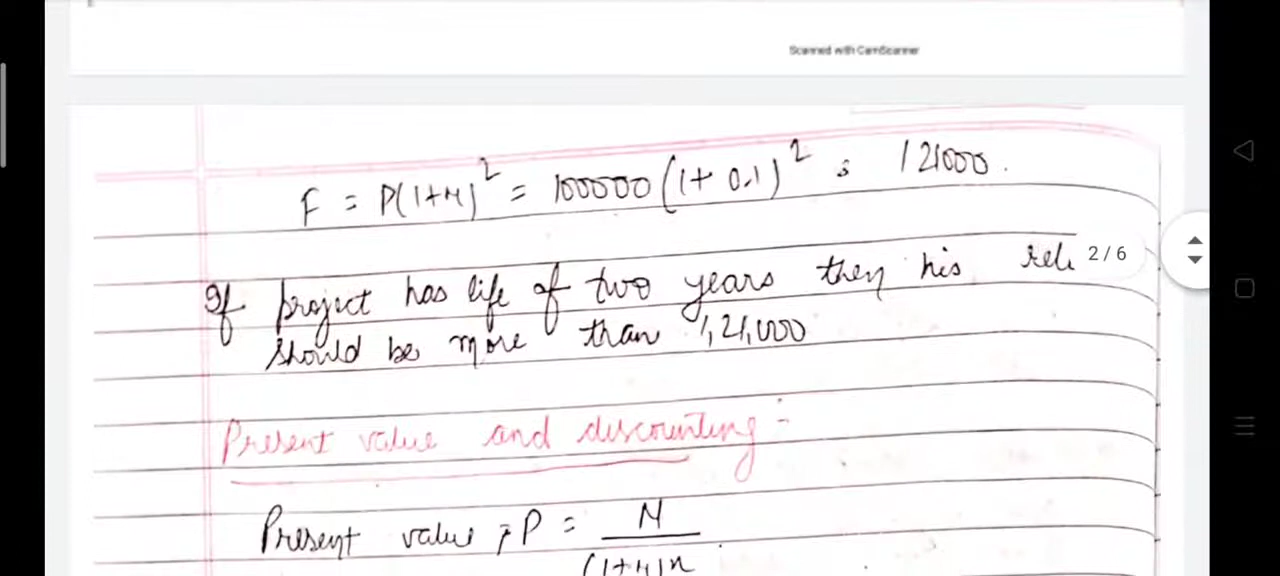 Scanned with CamScanner
F = P(1+r)^2 = 100000 (1+ 0.1)^2 = 121000.
If project has life of two years then his
2 / 6
should be more than 1,21,000
Present value and discounting :-
Present value, P = N
(1+r)n